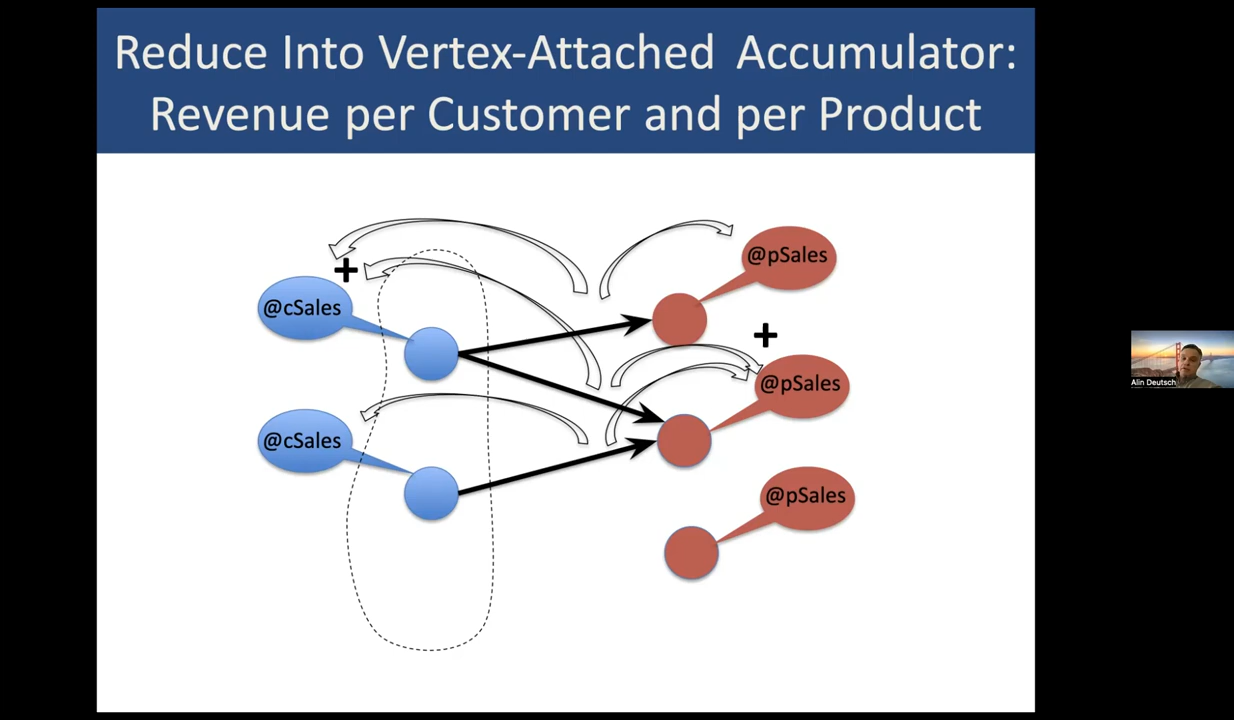 Reduce Into Vertex-Attached Accumulator:
Revenue per Customer and per Product
@pSales
+
@cSales
+
@pSales
@cSales
@pSales
Alin Deutsch